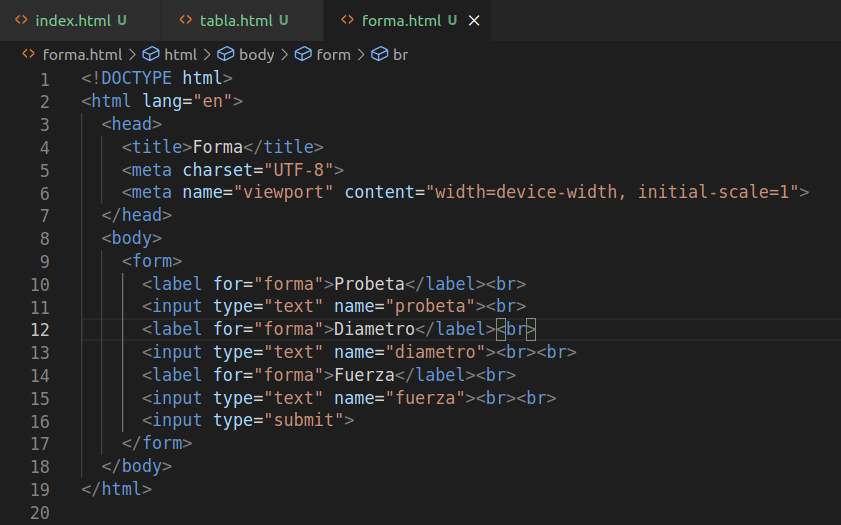 index.html U tabla.html U forma.html U
forma.html > html > body > form > br
1 <!DOCTYPE html>
2 <html lang="en">
3 <head>
4 <title>Forma</title>
5 <meta charset="UTF-8">
6 <meta name="viewport" content="width=device-width, initial-scale=1">
7 </head>
8 <body>
9 <form>
10 <label for="forma">Probeta</label><br>
11 <input type="text" name="probeta"><br>
12 <label for="forma">Diametro</label><br>
13 <input type="text" name="diametro"><br><br>
14 <label for="forma">Fuerza</label><br>
15 <input type="text" name="fuerza"><br><br>
16 <input type="submit">
17 </form>
18 </body>
19 </html>
20